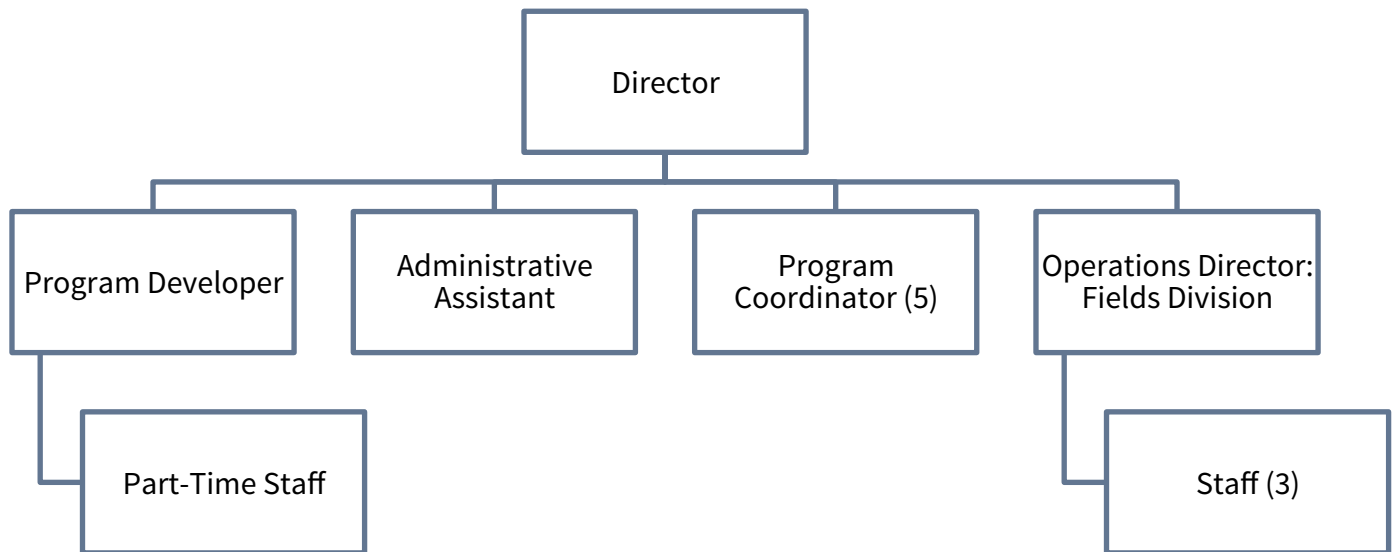 Director
Program Developer
Administrative
Assistant
Program
Coordinator (5)
Operations Director:
Fields Division
Part-Time Staff
Staff (3)